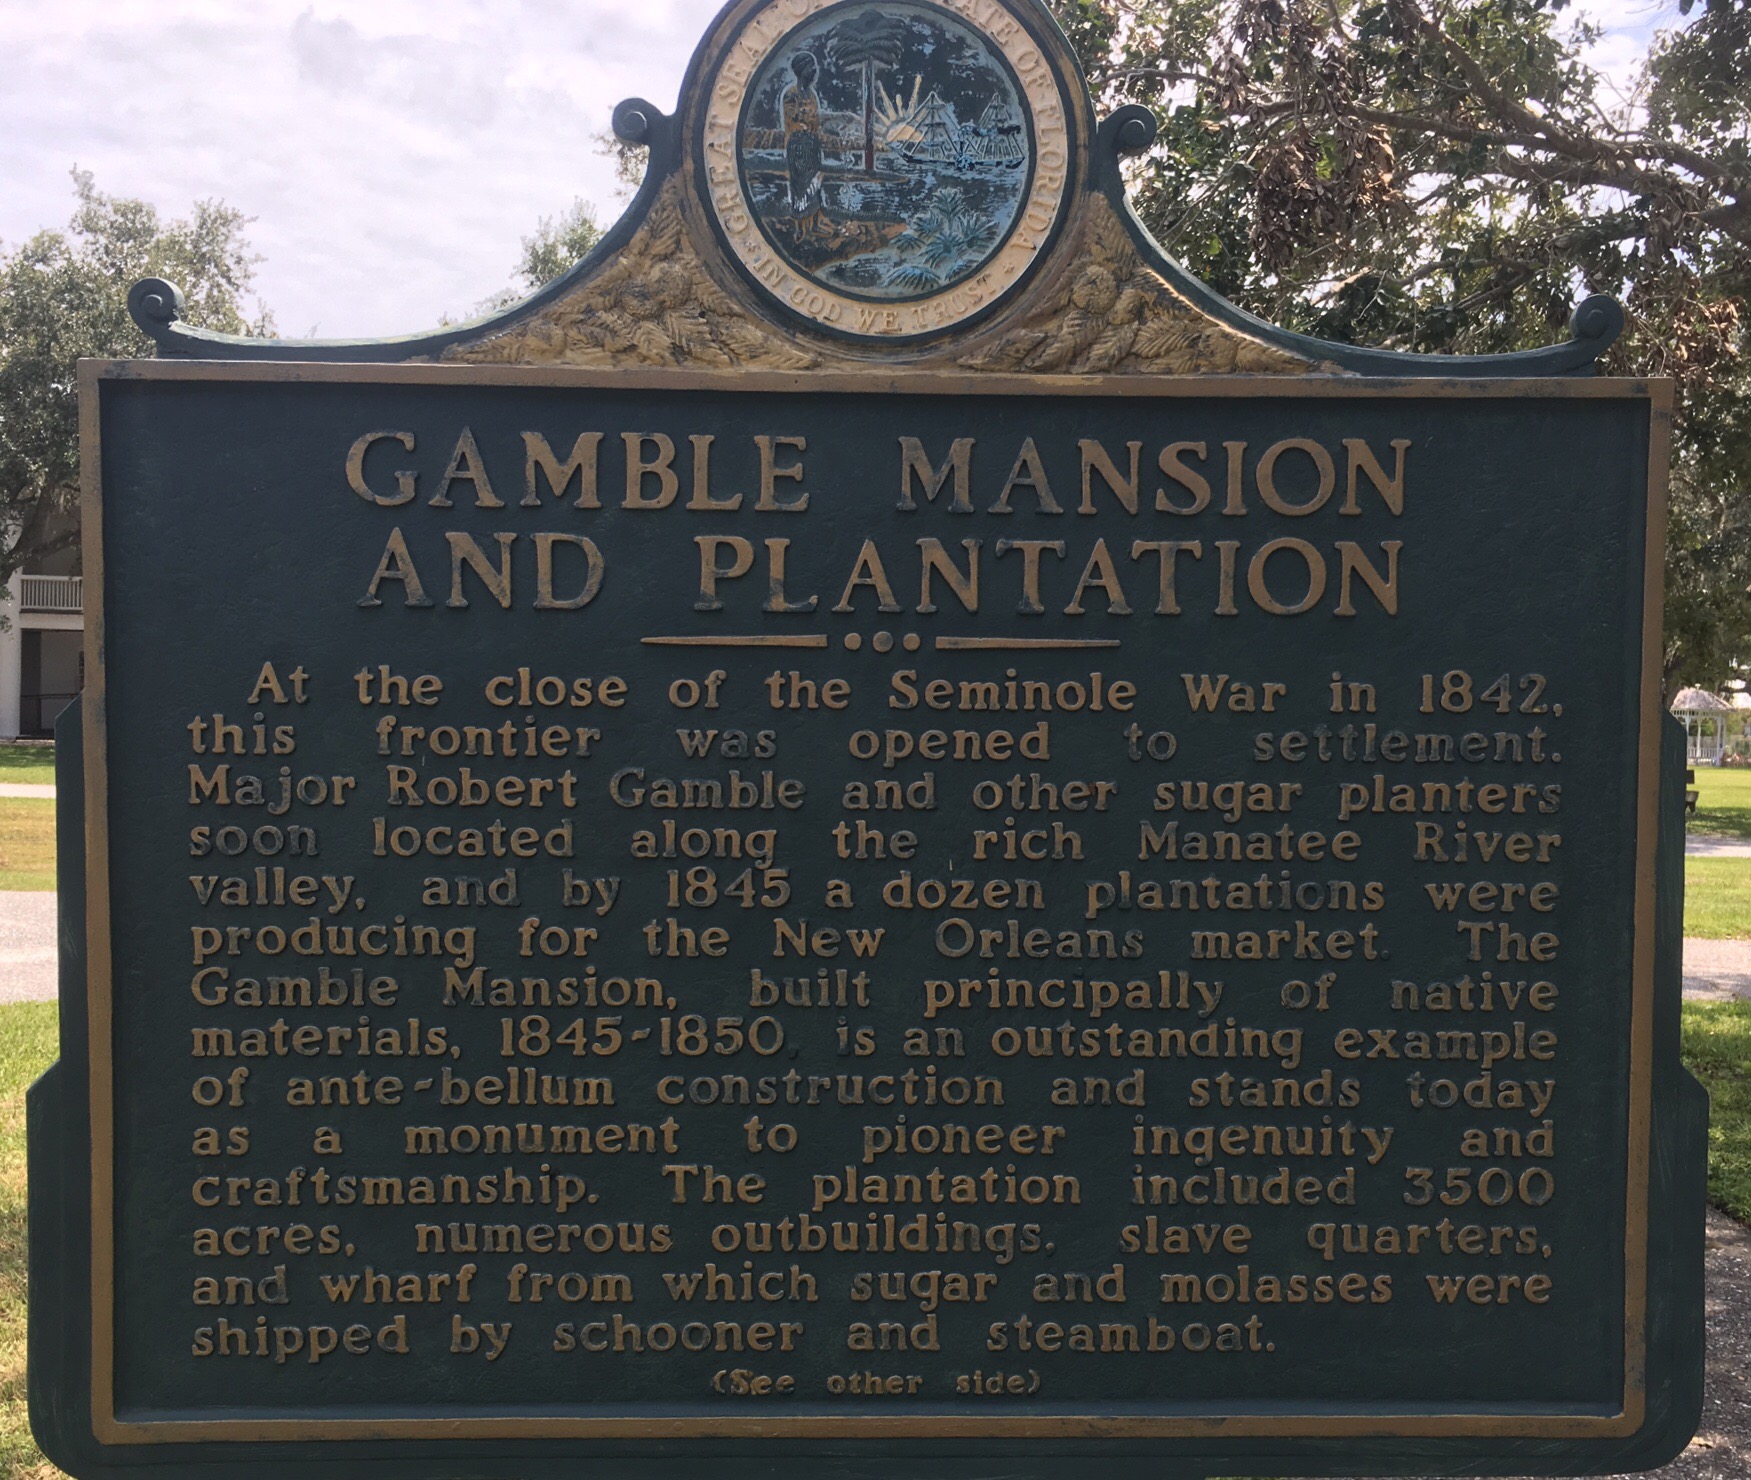 GREAT SEAL OF THE STATE OF FLORIDA
IN GOD WE TRUST
GAMBLE MANSION
AND PLANTATION
At the close of the Seminole War in 1842,
this frontier was opened to settlement.
Major Robert Gamble and other sugar planters
soon located along the rich Manatee River
valley, and by 1845 a dozen plantations were
producing for the New Orleans market. The
Gamble Mansion, built principally of native
materials, 1845-1850, is an outstanding example
of ante-bellum construction and stands today
as a monument to pioneer ingenuity and
craftsmanship. The plantation included 3500
acres, numerous outbuildings, slave quarters,
and wharf from which sugar and molasses were
shipped by schooner and steamboat.
(See other side)